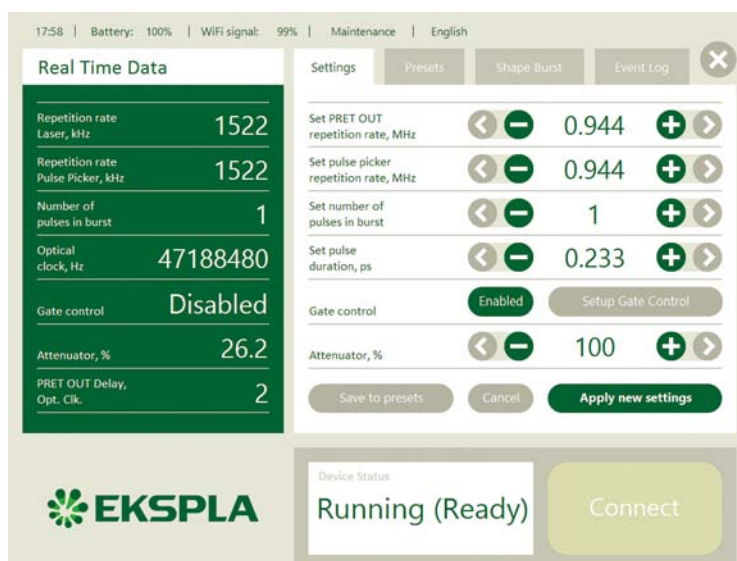 17:58 | Battery: 100% | WiFi signal: 99% | Maintenance | English
Real Time Data
Repetition rate
Laser, kHz
1522
Repetition rate
Pulse Picker, kHz
1522
Number of
pulses in burst
1
Optical
clock, Hz
47188480
Gate control
Disabled
Attenuator, %
26.2
PRET OUT Delay,
Opt. Clk.
2
Settings
Presets
Shape Burst
Event Log
Set PRET OUT
repetition rate, MHz
0.944
Set pulse picker
repetition rate, MHz
0.944
Set number of
pulses in burst
1
Set pulse
duration, ps
0.233
Gate control
Enabled
Setup Gate Control
Attenuator, %
100
Save to presets
Cancel
Apply new settings
EKSPLA
Device Status
Running (Ready)
Connect